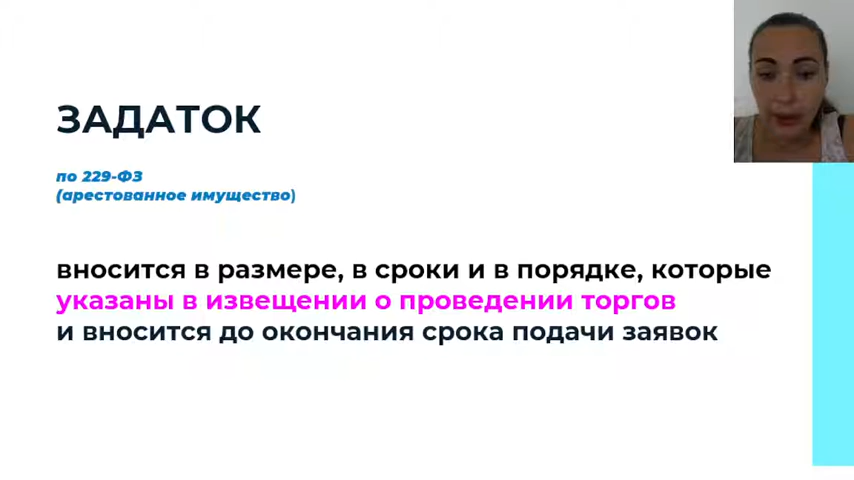 ЗАДАТОК
по 229-ФЗ
(арестованное имущество)
вносится в размере, в сроки и в порядке, которые
указаны в извещении о проведении торгов
и вносится до окончания срока подачи заявок